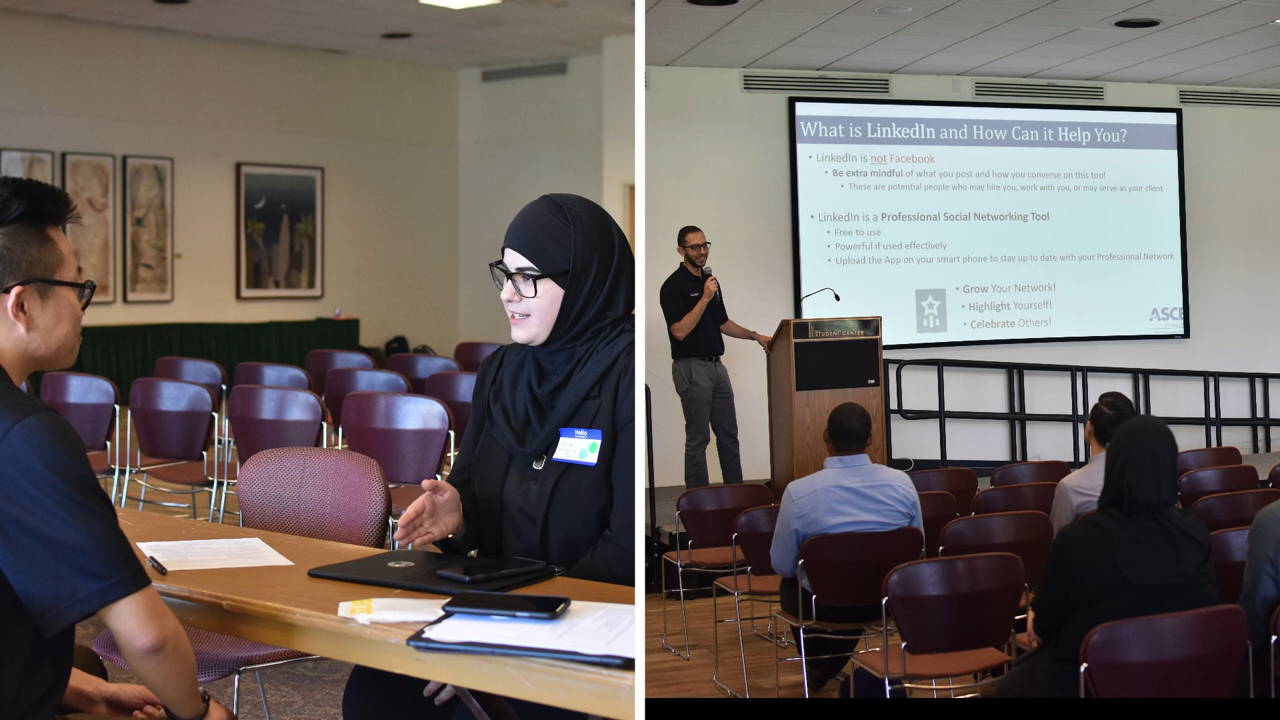 Hello
What is LinkedIn and How Can it Help You?
• LinkedIn is not Facebook
• Be extra mindful of what you post and how you converse on this tool
• These are potential people who may hire you, work with you, or may serve as your client
• LinkedIn is a Professional Social Networking Tool
• Free to use
• Powerful if used effectively
• Upload the App on your smart phone to stay up to date with your Professional Network
• Grow Your Network!
• Highlight Yourself!
• Celebrate Others!
ASCE
STUDENT CENTER